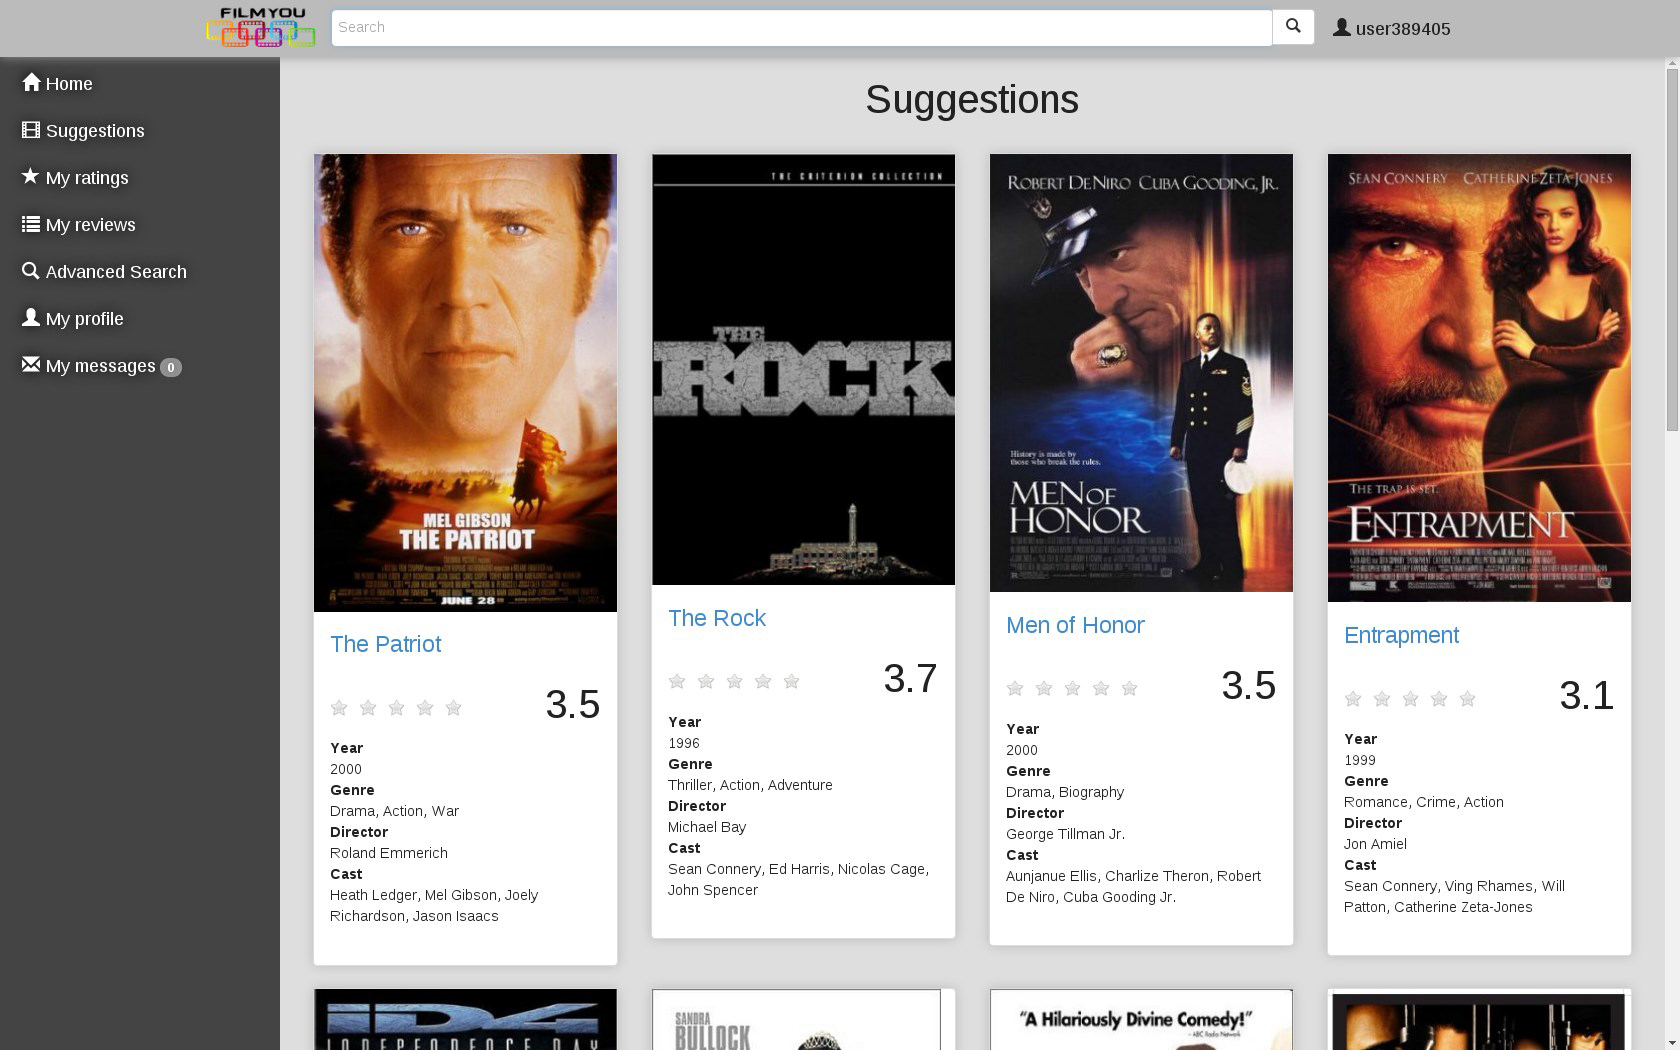 FILMYOU
Search
user389405
Home
Suggestions
My ratings
My reviews
Advanced Search
My profile
My messages 0
Suggestions
MEL GIBSON
THE PATRIOT
JUNE 28
The Patriot
3.5
Year
2000
Genre
Drama, Action, War
Director
Roland Emmerich
Cast
Heath Ledger, Mel Gibson, Joely
Richardson, Jason Isaacs
THE CRITERION COLLECTION
THE
ROCK
The Rock
3.7
Year
1996
Genre
Thriller, Action, Adventure
Director
Michael Bay
Cast
Sean Connery, Ed Harris, Nicolas Cage,
John Spencer
ROBERT DE NIRO CUBA GOODING, JR.
History is made by
those who break the rules.
MEN OF
HONOR
Men of Honor
3.5
Year
2000
Genre
Drama, Biography
Director
George Tillman Jr.
Cast
Aunjanue Ellis, Charlize Theron, Robert
De Niro, Cuba Gooding Jr.
SEAN CONNERY CATHERINE ZETA-JONES
THE TRAP IS SET.
ENTRAPMENT
Entrapment
3.1
Year
1999
Genre
Romance, Crime, Action
Director
Jon Amiel
Cast
Sean Connery, Ving Rhames, Will
Patton, Catherine Zeta-Jones
ID4
INDEPENDENCE DAY
SANDRA
BULLOCK
"A Hilariously Divine Comedy!"
- ABC Radio Network